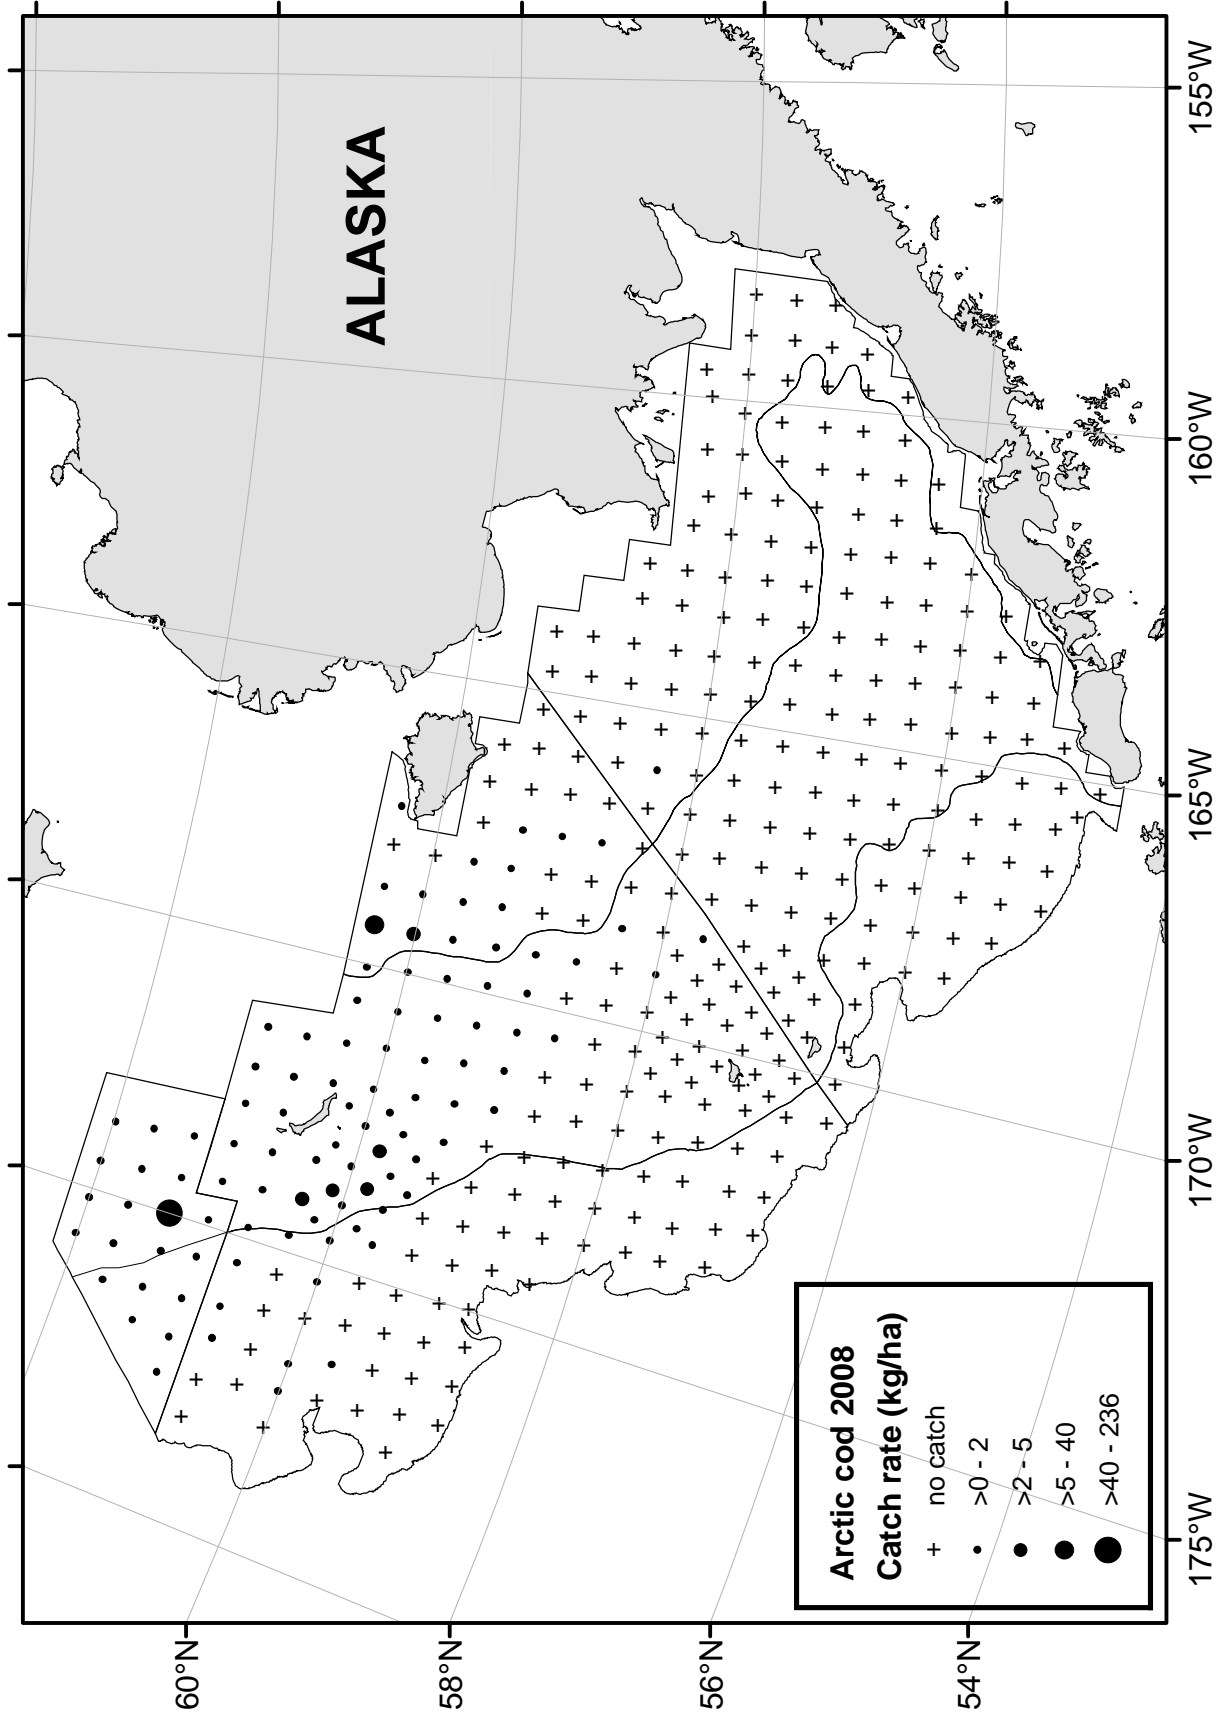 ALASKA
60°N
58°N
56°N
54°N
175°W
170°W
165°W
160°W
155°W
Arctic cod 2008
Catch rate (kg/ha)
no catch
>0 - 2
>2 - 5
>5 - 40
>40 - 236